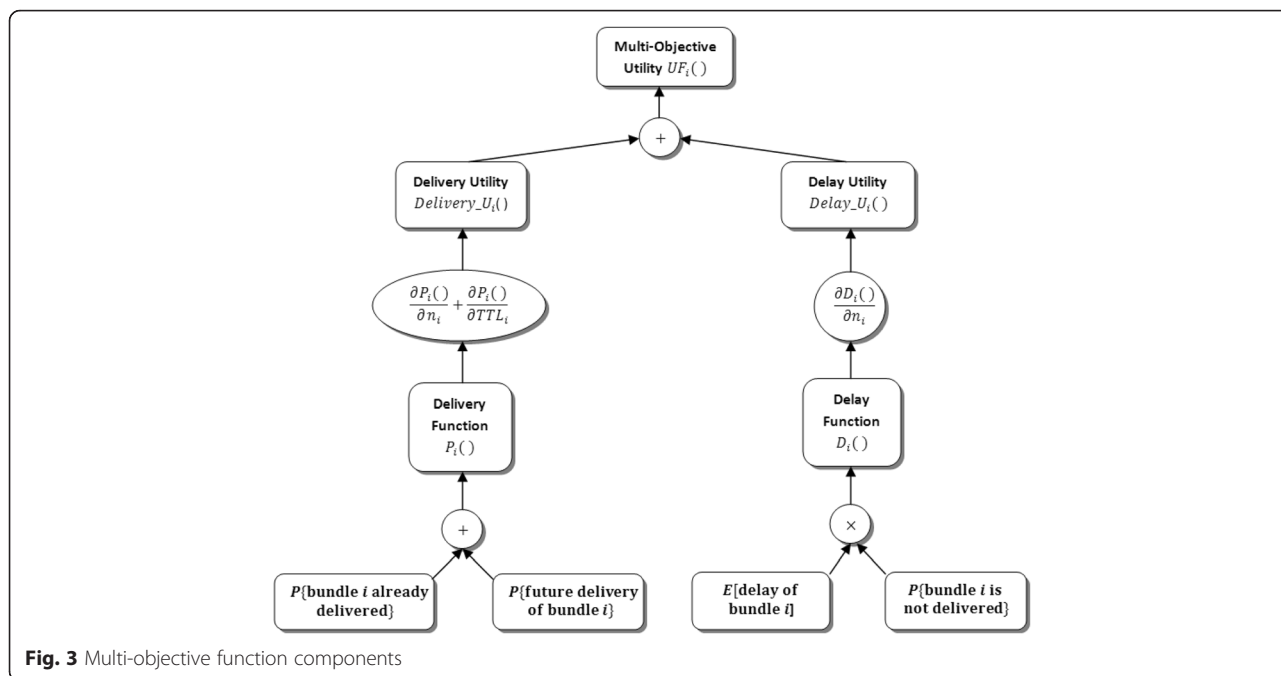 Multi-Objective
Utility UF_i( )
+
Delivery Utility
Delivery_U_i( )
Delay Utility
Delay_U_i( )
∂P_i( )/∂n_i + ∂P_i( )/∂TTL_i
∂D_i( )/∂n_i
Delivery
Function
P_i( )
Delay
Function
D_i( )
+
×
P{bundle i already
delivered}
P{future delivery
of bundle i}
E[delay of
bundle i]
P{bundle i is
not delivered}
Fig. 3 Multi-objective function components